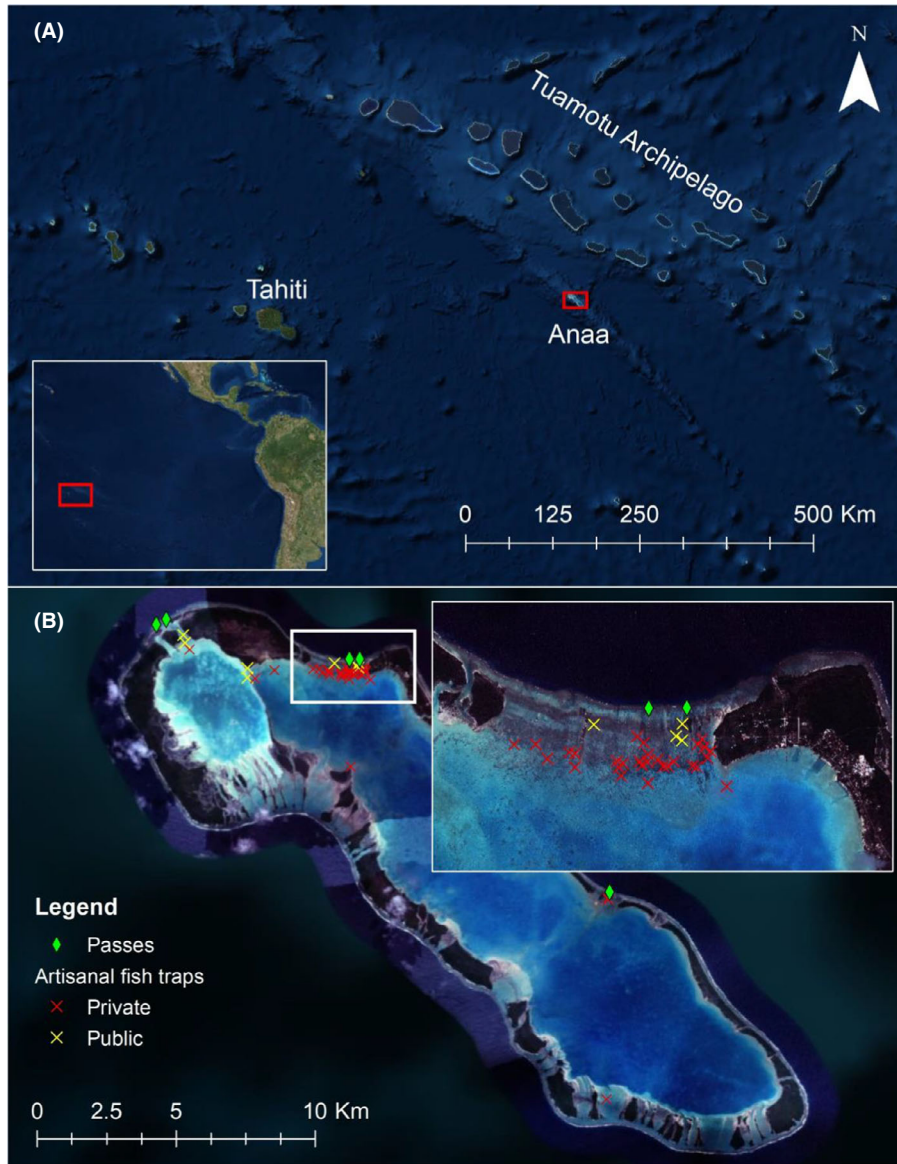 (A)
N
Tuamotu Archipelago
Tahiti
Anaa
0 125 250 500 Km
(B)
Legend
Passes
Artisanal fish traps
Private
Public
0 2.5 5 10 Km